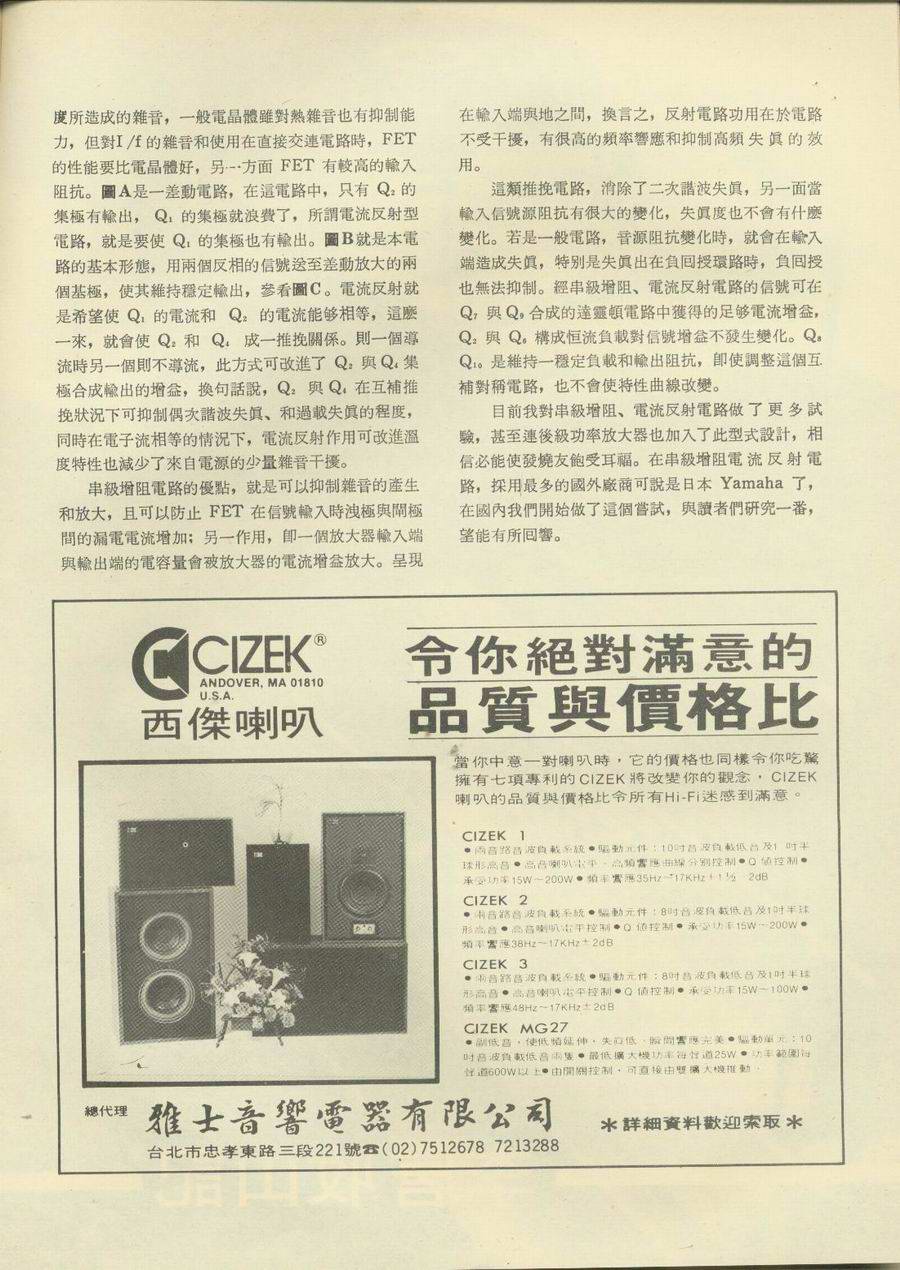 度所造成的雜音，一般電晶體雖對熱雜音也有抑制能
力，但對I/f的雜音和使用在直接交連電路時，FET
的性能要比電晶體好，另一方面 FET 有較高的輸入
阻抗。圖A是一差動電路，在這電路中，只有 Q₂ 的
集極有輸出， Q₁ 的集極就浪費了，所謂電流反射型
電路，就是要使 Q₁ 的集極也有輸出。圖B就是本電
路的基本形態，用兩個反相的信號送至差動放大的兩
個基極，使其維持穩定輸出，參看圖C。電流反射就
是希望使 Q₁ 的電流和 Q₂ 的電流能够相等，這麽
一來，就會使 Q₂ 和 Q₄ 成一推挽關係。則一個導
流時另一個則不導流，此方式可改進了 Q₂ 與 Q₄ 集
極合成輸出的增益，換句話說，Q₂ 與 Q₄ 在互補推
挽狀況下可抑制偶次諧波失眞、和過載失眞的程度，
同時在電子流相等的情況下，電流反射作用可改進溫
度特性也減少了來自電源的少量雜音干擾。
串級增阻電路的優點，就是可以抑制雜音的產生
和放大，且可以防止 FET 在信號輸入時洩極與閘極
間的漏電電流增加；另一作用，卽一個放大器輸入端
與輸出端的電容量會被放大器的電流增益放大。呈現
在輸入端與地之間，換言之，反射電路功用在於電路
不受干擾，有很高的頻率響應和抑制高頻失眞的效
用。
這類推挽電路，消除了二次諧波失眞，另一面當
輸入信號源阻抗有很大的變化，失眞度也不會有什麽
變化。若是一般電路，音源阻抗變化時，就會在輸入
端造成失眞，特別是失眞出在負囘授環路時，負囘授
也無法抑制。經串級增阻、電流反射電路的信號可在
Q₇ 與 Q₉ 合成的達靈頓電路中獲得的足够電流增益，
Q₅ 與 Q₆ 構成恒流負載對信號增益不發生變化。Q₈
Q₁₀ 是維持一穩定負載和輸出阻抗，卽使調整這個互
補對稱電路，也不會使特性曲線改變。
目前我對串級增阻、電流反射電路做了更多試
驗，甚至連後級功率放大器也加入了此型式設計，相
信必能使發燒友飽受耳福。在串級增阻電流反射電
路，採用最多的國外廠商可說是日本 Yamaha 了，
在國內我們開始做了這個嘗試，與讀者們研究一番，
望能有所囘響。
CIZEK®
ANDOVER, MA 01810
U.S.A.
西傑喇叭
令你絕對滿意的
品質與價格比
當你中意一對喇叭時，它的價格也同樣令你吃驚
擁有七項專利的CIZEK將改變你的觀念，CIZEK
喇叭的品質與價格比令所有Hi-Fi迷感到滿意。
CIZEK 1
●兩音路音波負載系統●驅動元件：10吋音波負載低音及1吋半
球形高音●高音喇叭電平、高頻響應曲線分別控制●Q值控制●
承受功率15W～200W●頻率響應35Hz～17KHz+1½-2dB
CIZEK 2
●兩音路音波負載系統●驅動元件：8吋音波負載低音及1吋半球
形高音●高音喇叭電平控制●Q值控制●承受功率15W～200W●
頻率響應38Hz～17KHz±2dB
CIZEK 3
●兩音路音波負載系統●驅動元件：8吋音波負載低音及1吋半球
形高音●高音喇叭電平控制●Q值控制●承受功率15W～100W●
頻率響應48Hz～17KHz±2dB
CIZEK MG27
●副低音，使低頻延伸，失眞低、瞬間響應完美●驅動單元：10
吋音波負載低音兩隻●最低擴大機功率每聲道25W●功率範圍每
聲道600W以上●由開關控制，可直接由雙擴大機推動
總代理 雅士音響電器有限公司
台北市忠孝東路三段221號☎(02)7512678 7213288
＊詳細資料歡迎索取＊